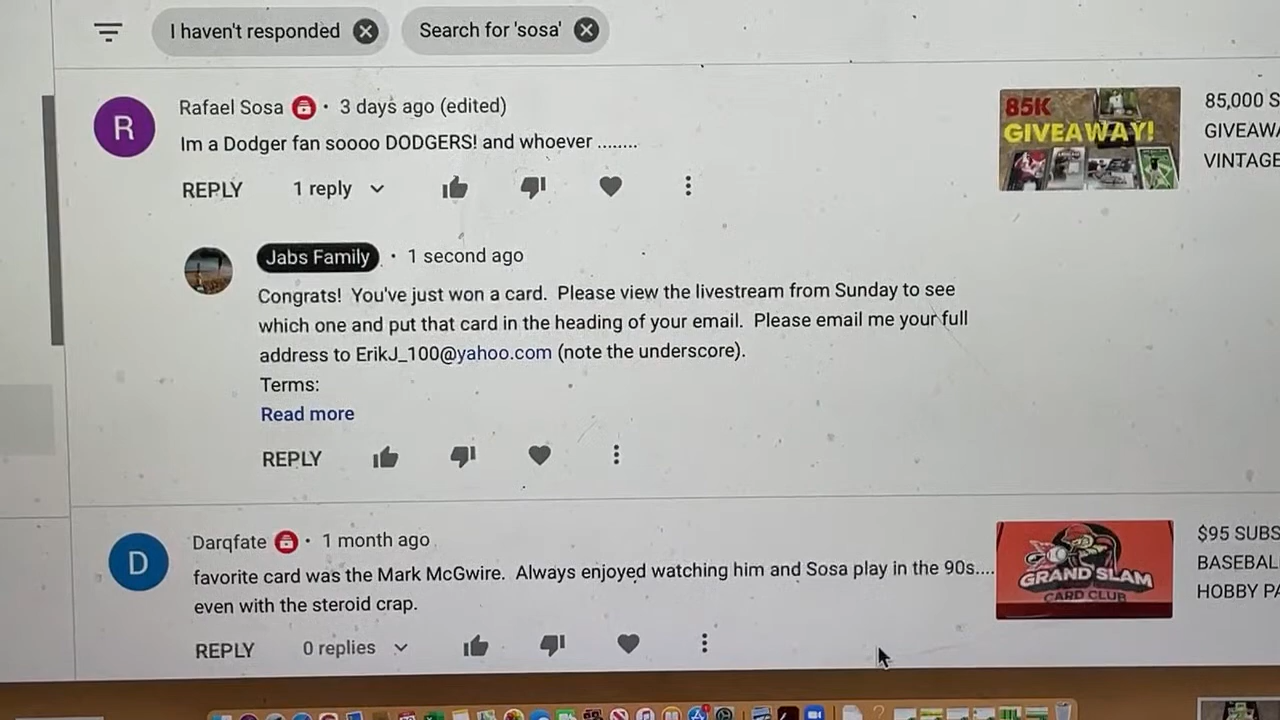 I haven't responded
Search for 'sosa'
R
Rafael Sosa · 3 days ago (edited)
Im a Dodger fan soooo DODGERS! and whoever ........
REPLY 1 reply
85K
GIVEAWAY!
85,000 S
GIVEAWA
VINTAGE
Jabs Family · 1 second ago
Congrats!  You've just won a card.  Please view the livestream from Sunday to see
which one and put that card in the heading of your email.  Please email me your full
address to ErikJ_100@yahoo.com (note the underscore).
Terms:
Read more
REPLY
D
Darqfate · 1 month ago
favorite card was the Mark McGwire.  Always enjoyed watching him and Sosa play in the 90s....
even with the steroid crap.
REPLY 0 replies
GRAND SLAM
CARD CLUB
$95 SUBS
BASEBAL
HOBBY PA